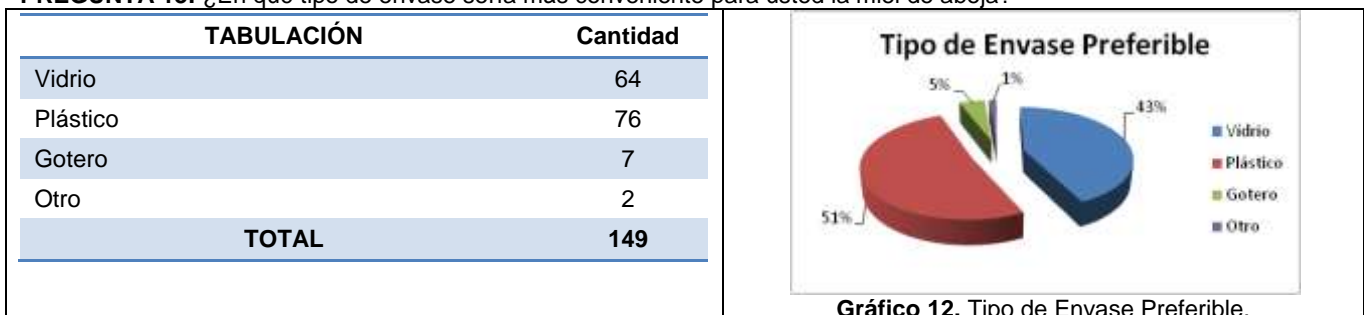 PREGUNTA 13. ¿En qué tipo de envase sería más conveniente para usted la miel de abeja?
TABULACIÓN Cantidad
Vidrio 64
Plástico 76
Gotero 7
Otro 2
TOTAL 149
Tipo de Envase Preferible
5%
1%
43%
51%
Vidrio
Plástico
Gotero
Otro
Gráfico 12. Tipo de Envase Preferible.